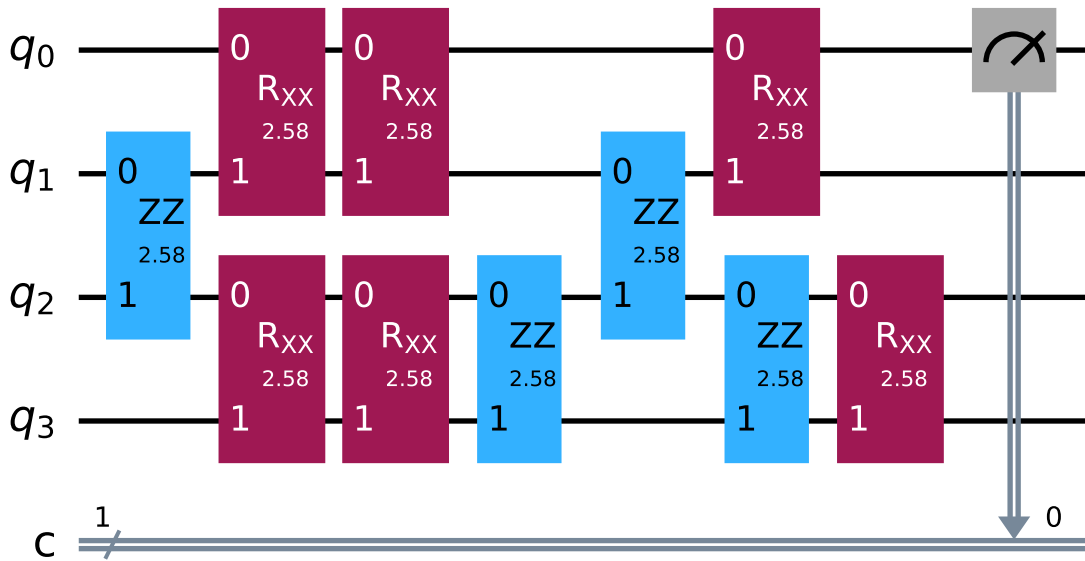 q0 0 0 0
RXX RXX RXX
2.58 2.58 2.58
q1 0 1 1 0 1
ZZ ZZ
2.58 2.58
q2 1 0 0 0 1 0 0
RXX RXX ZZ ZZ RXX
2.58 2.58 2.58 2.58 2.58
q3 1 1 1 1 1
1 0
c